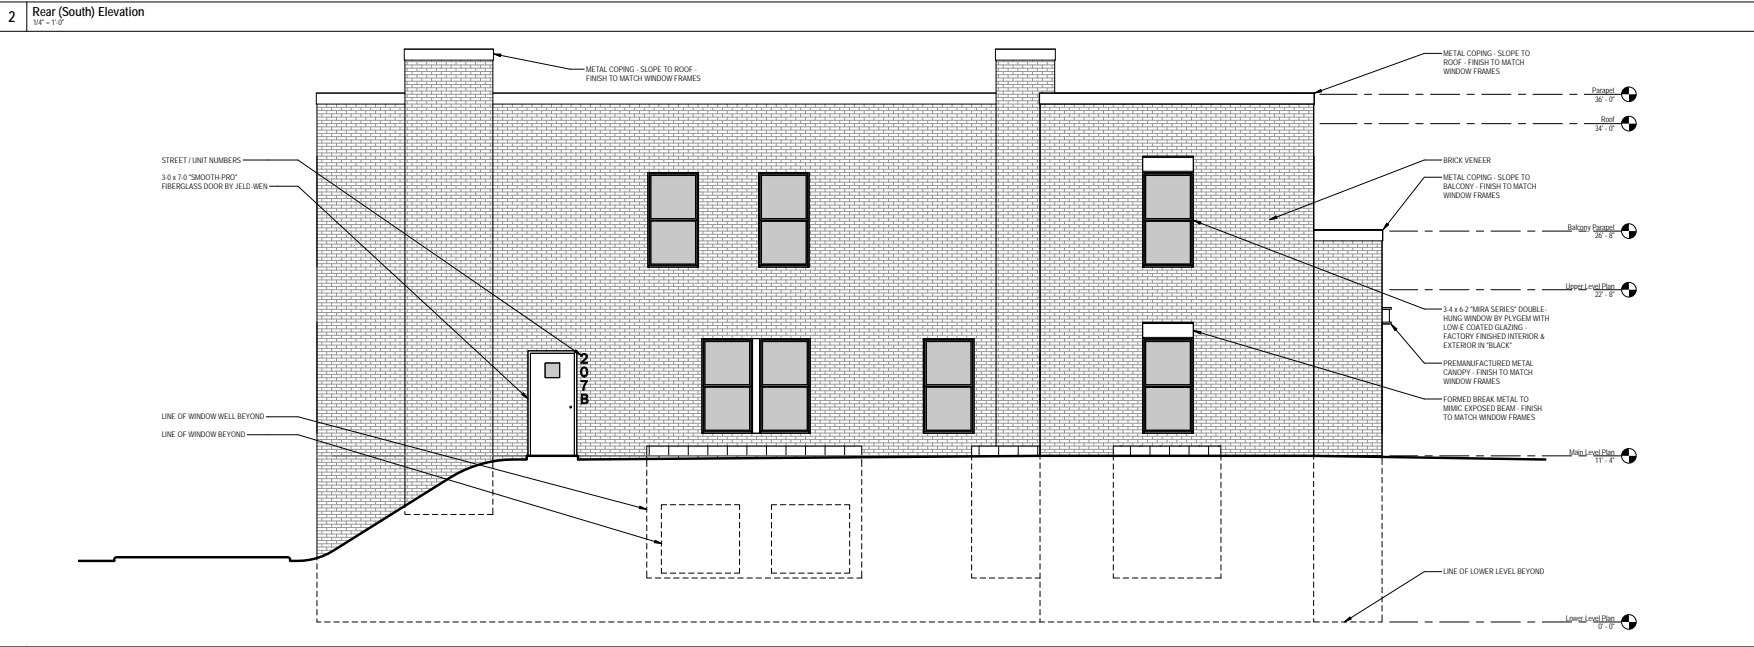 2
Rear (South) Elevation
1/4" = 1'-0"
METAL COPING - SLOPE TO ROOF -
FINISH TO MATCH WINDOW FRAMES
METAL COPING - SLOPE TO
ROOF - FINISH TO MATCH
WINDOW FRAMES
Parapet
36' - 0"
Roof
34' - 0"
STREET / UNIT NUMBERS
3-0 x 7-0 "SMOOTH-PRO"
FIBERGLASS DOOR BY JELD-WEN
BRICK VENEER
METAL COPING - SLOPE TO
BALCONY - FINISH TO MATCH
WINDOW FRAMES
Balcony Parapet
26' - 8"
Upper Level Plan
22' - 8"
3-4 x 6-2 "MIRA SERIES" DOUBLE-
HUNG WINDOW BY PLYGEM WITH
LOW-E COATED GLAZING -
FACTORY FINISHED INTERIOR &
EXTERIOR IN "BLACK"
PREMANUFACTURED METAL
CANOPY - FINISH TO MATCH
WINDOW FRAMES
FORMED BREAK METAL TO
MIMIC EXPOSED BEAM - FINISH
TO MATCH WINDOW FRAMES
2
0
7
B
LINE OF WINDOW WELL BEYOND
LINE OF WINDOW BEYOND
Main Level Plan
11' - 4"
LINE OF LOWER LEVEL BEYOND
Lower Level Plan
0' - 0"